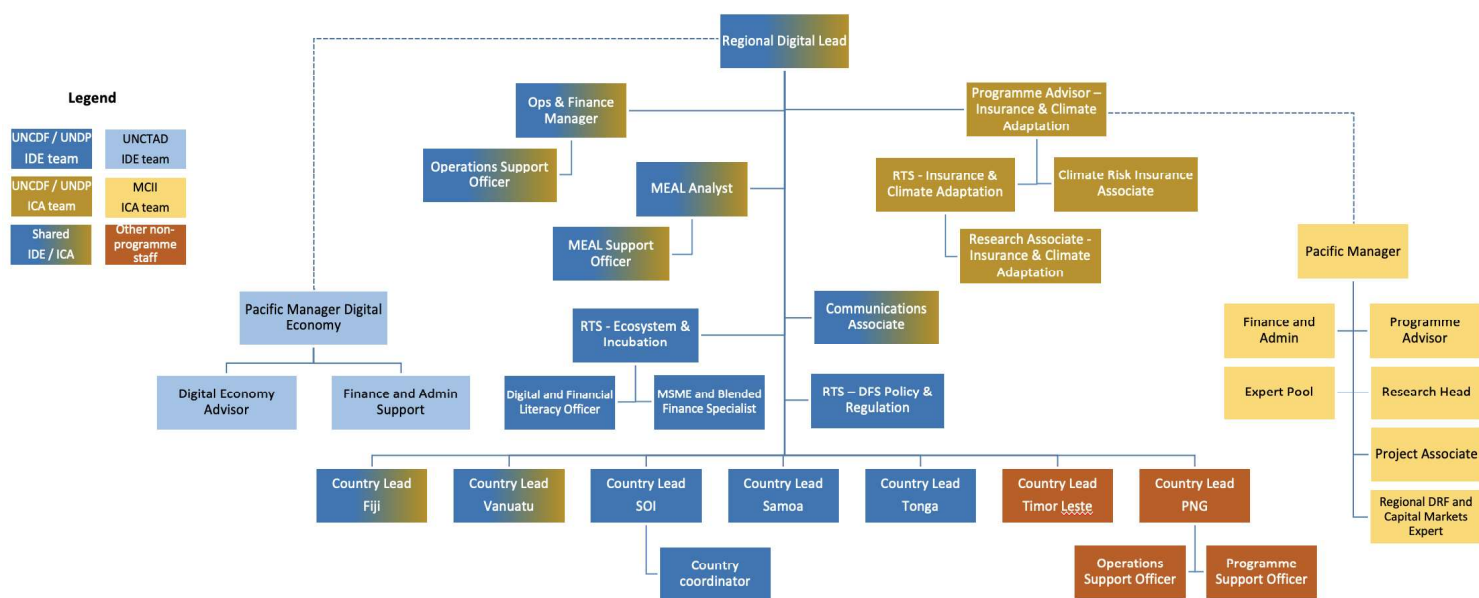 Regional Digital Lead
Legend
UNCDF / UNDP
IDE team
UNCTAD
IDE team
UNCDF / UNDP
ICA team
MCII
ICA team
Shared
IDE / ICA
Other non-
programme
staff
Ops & Finance
Manager
Programme Advisor –
Insurance & Climate
Adaptation
Operations Support
Officer
MEAL Analyst
RTS - Insurance &
Climate Adaptation
Climate Risk Insurance
Associate
MEAL Support
Officer
Research Associate -
Insurance & Climate
Adaptation
Pacific Manager
Pacific Manager Digital
Economy
Communications
Associate
RTS - Ecosystem &
Incubation
Finance and
Admin
Programme
Advisor
Digital Economy
Advisor
Finance and Admin
Support
Digital and Financial
Literacy Officer
MSME and Blended
Finance Specialist
RTS – DFS Policy &
Regulation
Expert Pool
Research Head
Project Associate
Regional DRF and
Capital Markets
Expert
Country Lead
Fiji
Country Lead
Vanuatu
Country Lead
SOI
Country Lead
Samoa
Country Lead
Tonga
Country Lead
Timor Leste
Country Lead
PNG
Country
coordinator
Operations
Support Officer
Programme
Support Officer